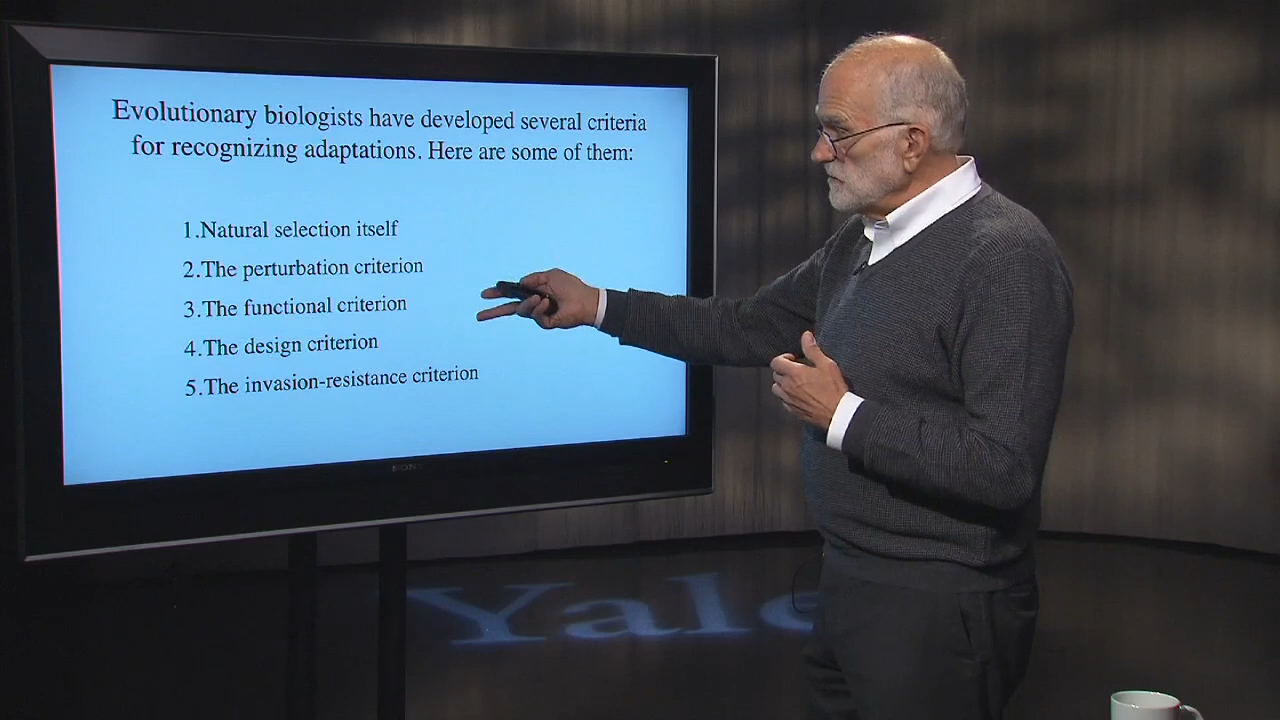 Evolutionary biologists have developed several criteria
for recognizing adaptations. Here are some of them:
1.Natural selection itself
2.The perturbation criterion
3.The functional criterion
4.The design criterion
5.The invasion-resistance criterion
SONY
Yale